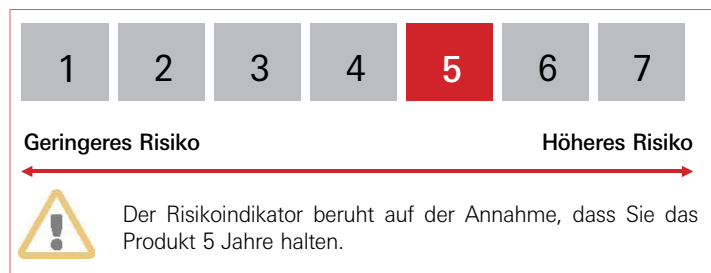 1 2 3 4 5 6 7
Geringeres Risiko Höheres Risiko
Der Risikoindikator beruht auf der Annahme, dass Sie das
Produkt 5 Jahre halten.